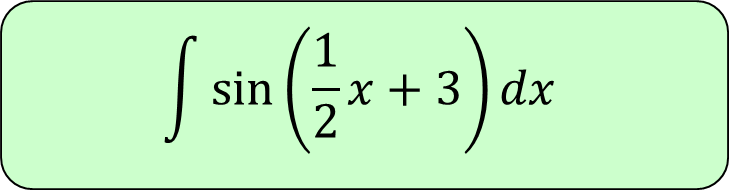 ∫ sin(1/2 x + 3) dx